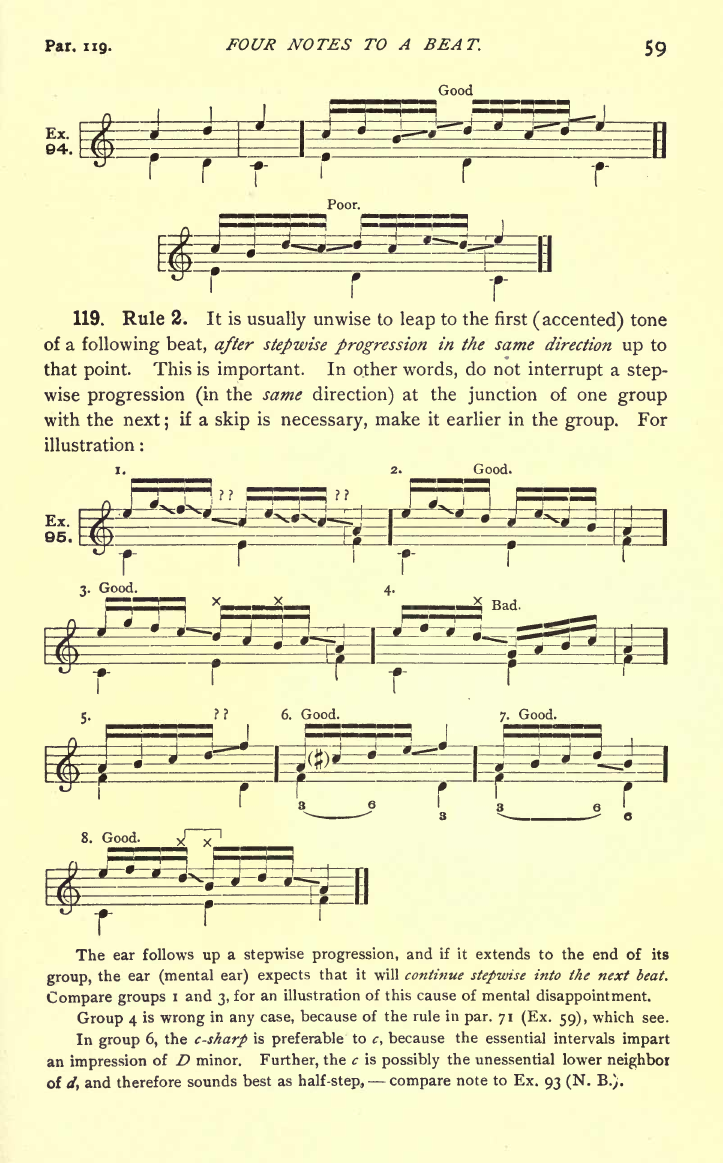 Par. 119. FOUR NOTES TO A BEAT. 59
Good
Ex.
94.
Poor.
119. Rule 2. It is usually unwise to leap to the first (accented) tone
of a following beat, after stepwise progression in the same direction up to
that point. This is important. In other words, do not interrupt a step-
wise progression (in the same direction) at the junction of one group
with the next; if a skip is necessary, make it earlier in the group. For
illustration:
1. ?? ?? 2. Good.
Ex.
95.
3. Good. x x 4. x Bad.
5. ?? 6. Good. 7. Good.
(#)
3 6 3 3 6 6
8. Good. x x
The ear follows up a stepwise progression, and if it extends to the end of its
group, the ear (mental ear) expects that it will continue stepwise into the next beat.
Compare groups 1 and 3, for an illustration of this cause of mental disappointment.
Group 4 is wrong in any case, because of the rule in par. 71 (Ex. 59), which see.
In group 6, the c-sharp is preferable to c, because the essential intervals impart
an impression of D minor. Further, the c is possibly the unessential lower neighbor
of d, and therefore sounds best as half-step,—compare note to Ex. 93 (N. B.).